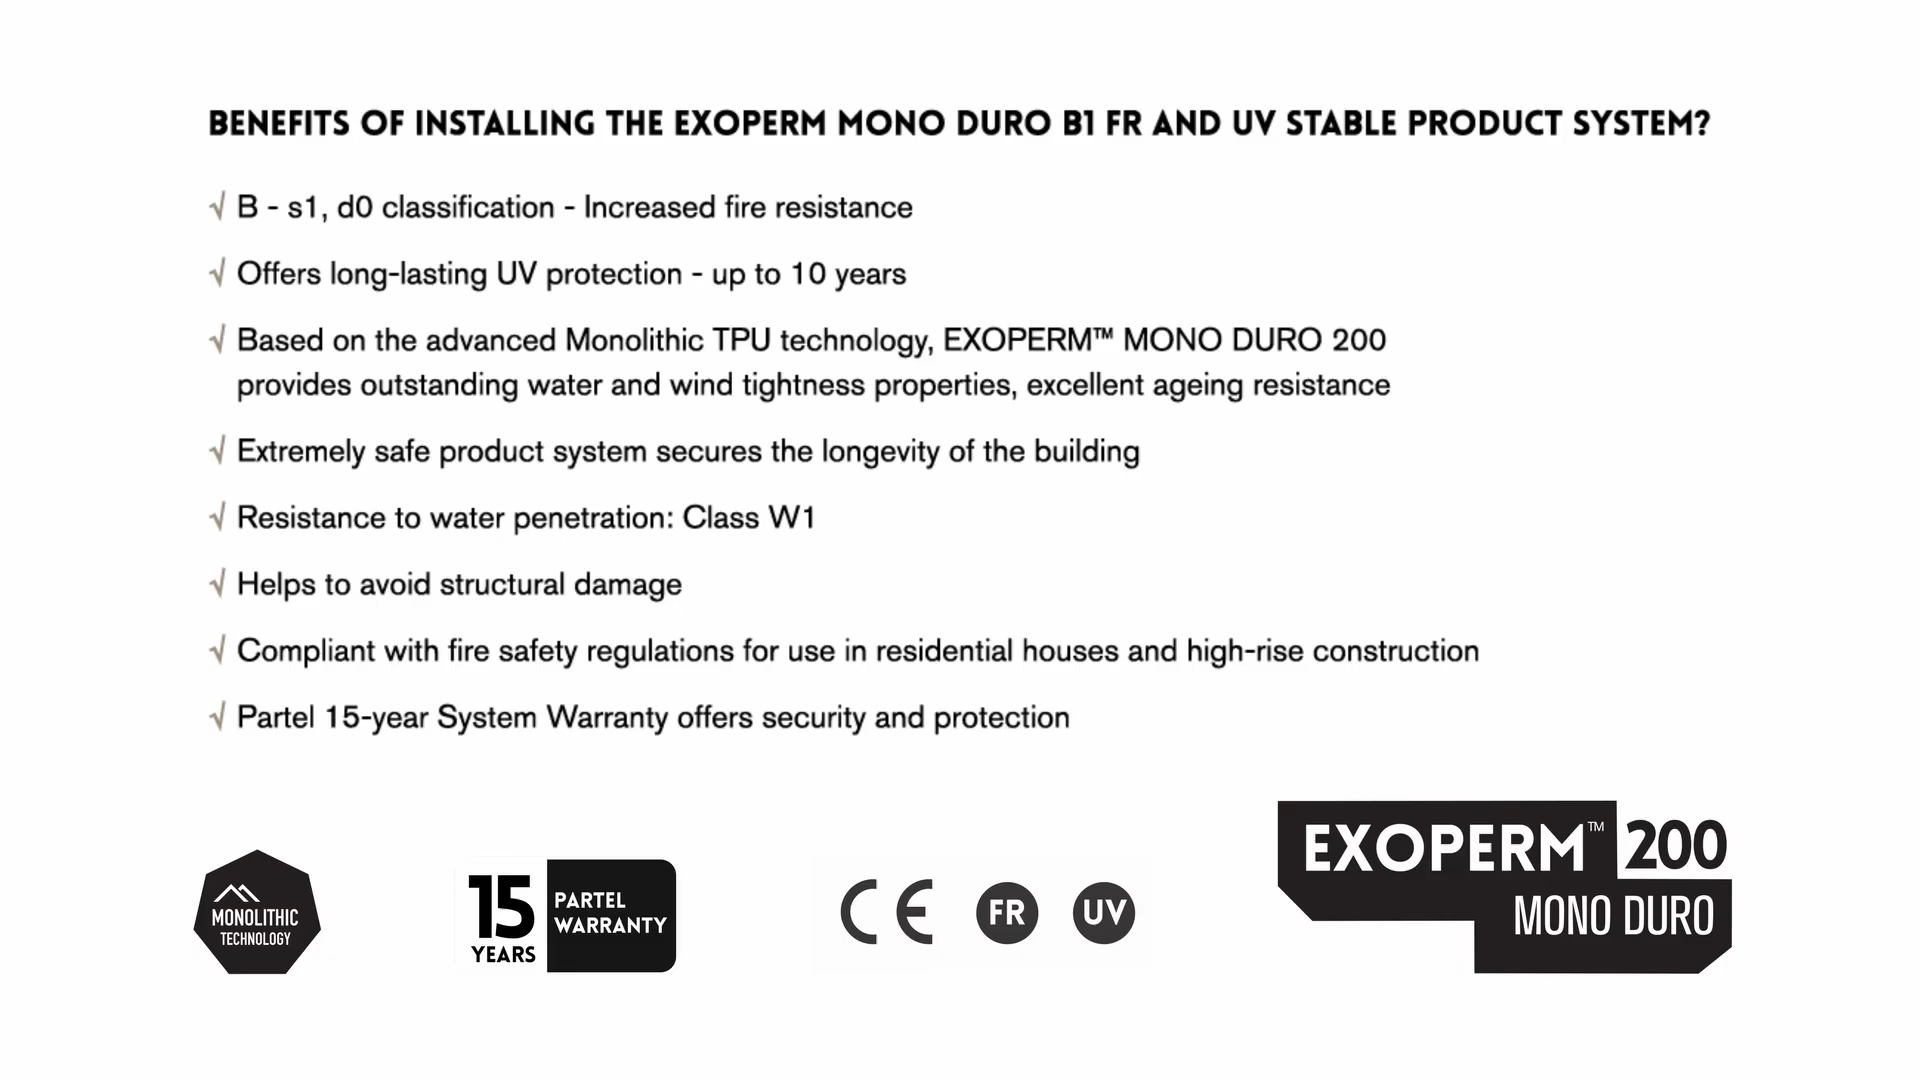 BENEFITS OF INSTALLING THE EXOPERM MONO DURO B1 FR AND UV STABLE PRODUCT SYSTEM?
√ B - s1, d0 classification - Increased fire resistance
√ Offers long-lasting UV protection - up to 10 years
√ Based on the advanced Monolithic TPU technology, EXOPERM™ MONO DURO 200
provides outstanding water and wind tightness properties, excellent ageing resistance
√ Extremely safe product system secures the longevity of the building
√ Resistance to water penetration: Class W1
√ Helps to avoid structural damage
√ Compliant with fire safety regulations for use in residential houses and high-rise construction
√ Partel 15-year System Warranty offers security and protection
MONOLITHIC
TECHNOLOGY
15
YEARS
PARTEL
WARRANTY
CE
FR
UV
EXOPERM™ 200
MONO DURO